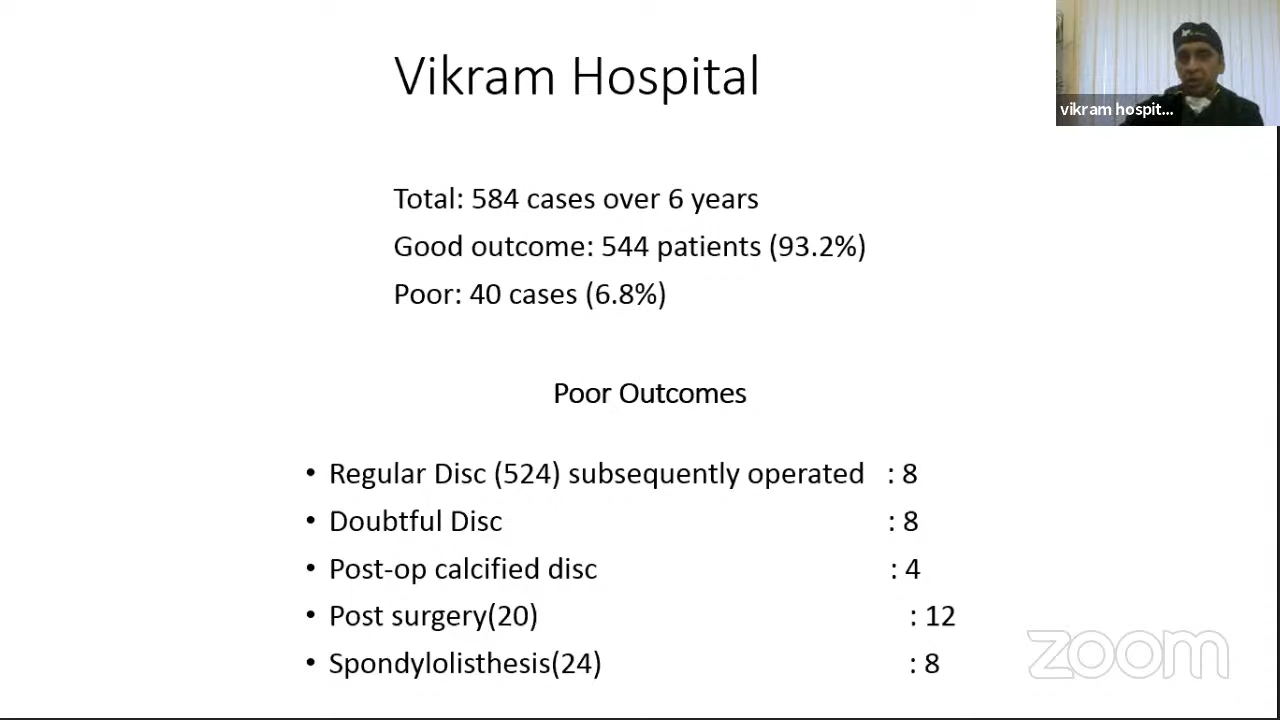 Vikram Hospital
vikram hospit...
Total: 584 cases over 6 years
Good outcome: 544 patients (93.2%)
Poor: 40 cases (6.8%)
Poor Outcomes
• Regular Disc (524) subsequently operated : 8
• Doubtful Disc : 8
• Post-op calcified disc : 4
• Post surgery(20) : 12
• Spondylolisthesis(24) : 8
zoom